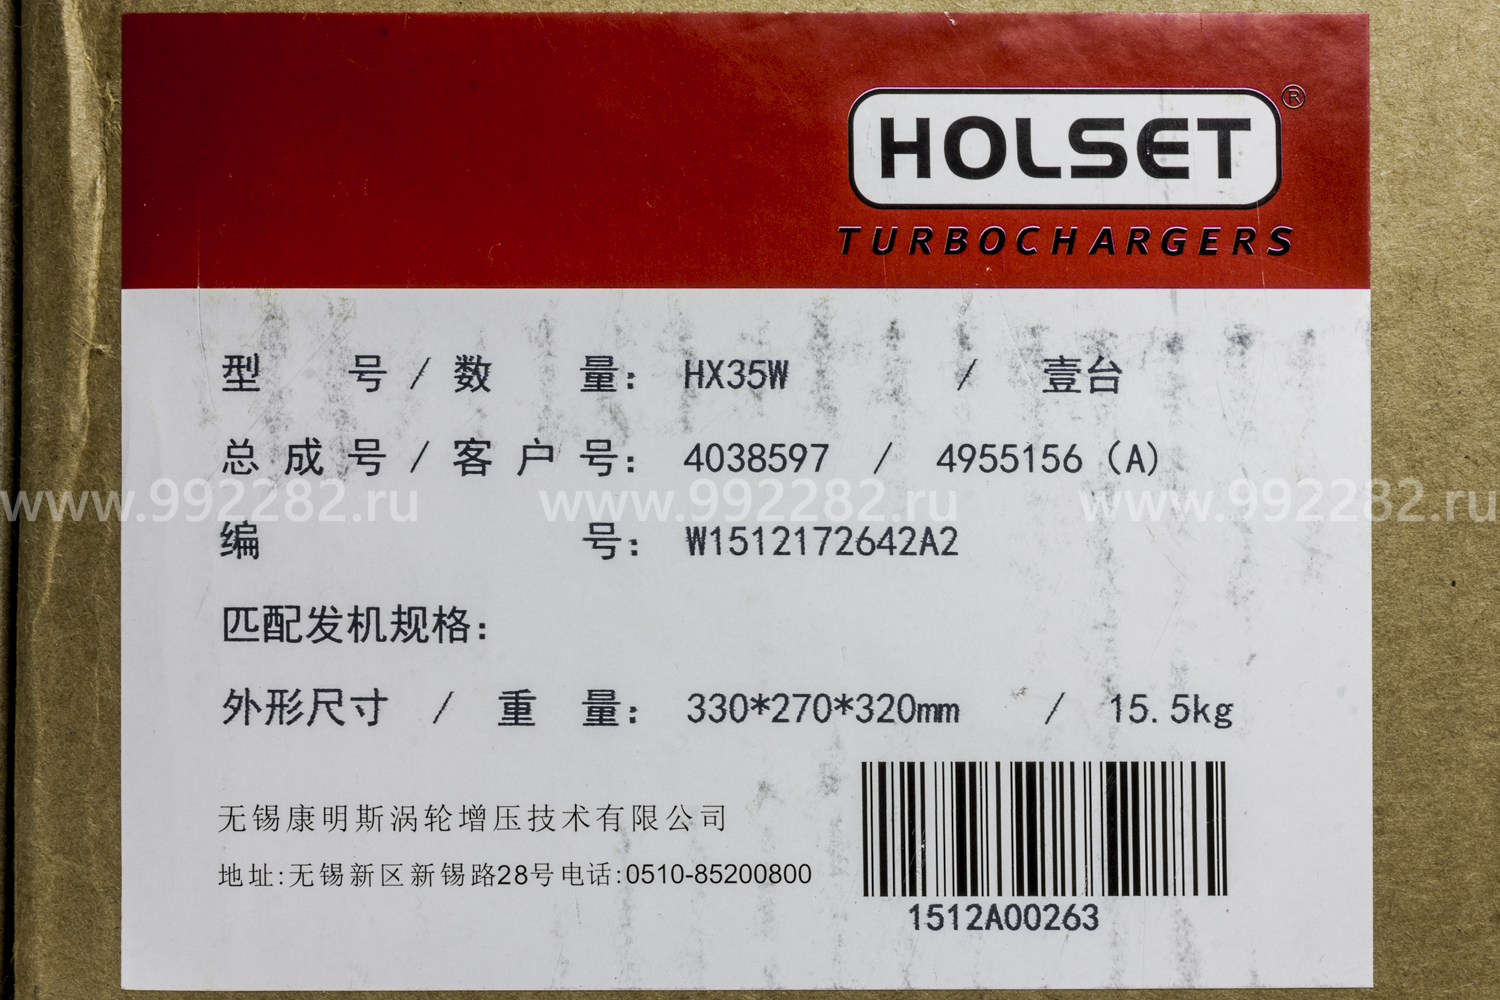 HOLSET®
TURBOCHARGERS
型 号 / 数 量: HX35W / 壹台
总 成 号 / 客 户 号: 4038597 / 4955156 (A)
www.992282.ru www.992282.ru www.992282.ru
编 号: W1512172642A2
匹配发机规格:
外形尺寸 / 重 量: 330*270*320mm / 15.5kg
无锡康明斯涡轮增压技术有限公司
地址:无锡新区新锡路28号电话:0510-85200800
1512A00263